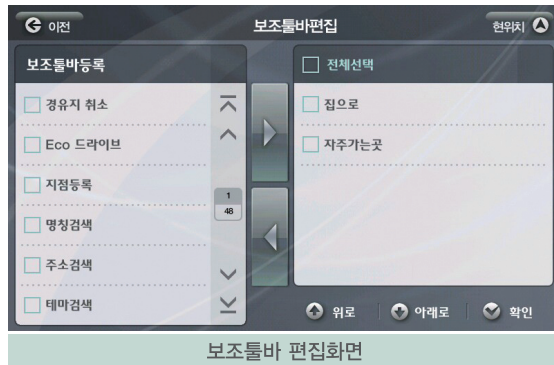 이전
보조툴바편집
현위치
보조툴바등록
경유지 취소
Eco 드라이브
지점등록
명칭검색
주소검색
테마검색
1
48
전체선택
집으로
자주가는곳
위로
아래로
확인
보조툴바 편집화면